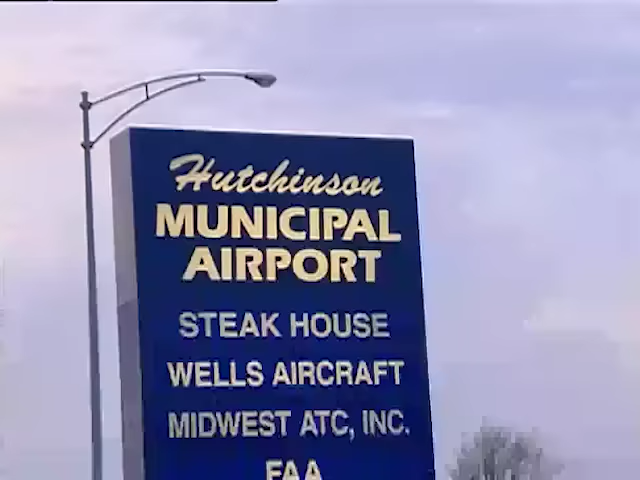 Hutchinson
MUNICIPAL
AIRPORT
STEAK HOUSE
WELLS AIRCRAFT
MIDWEST ATC, INC.
FAA